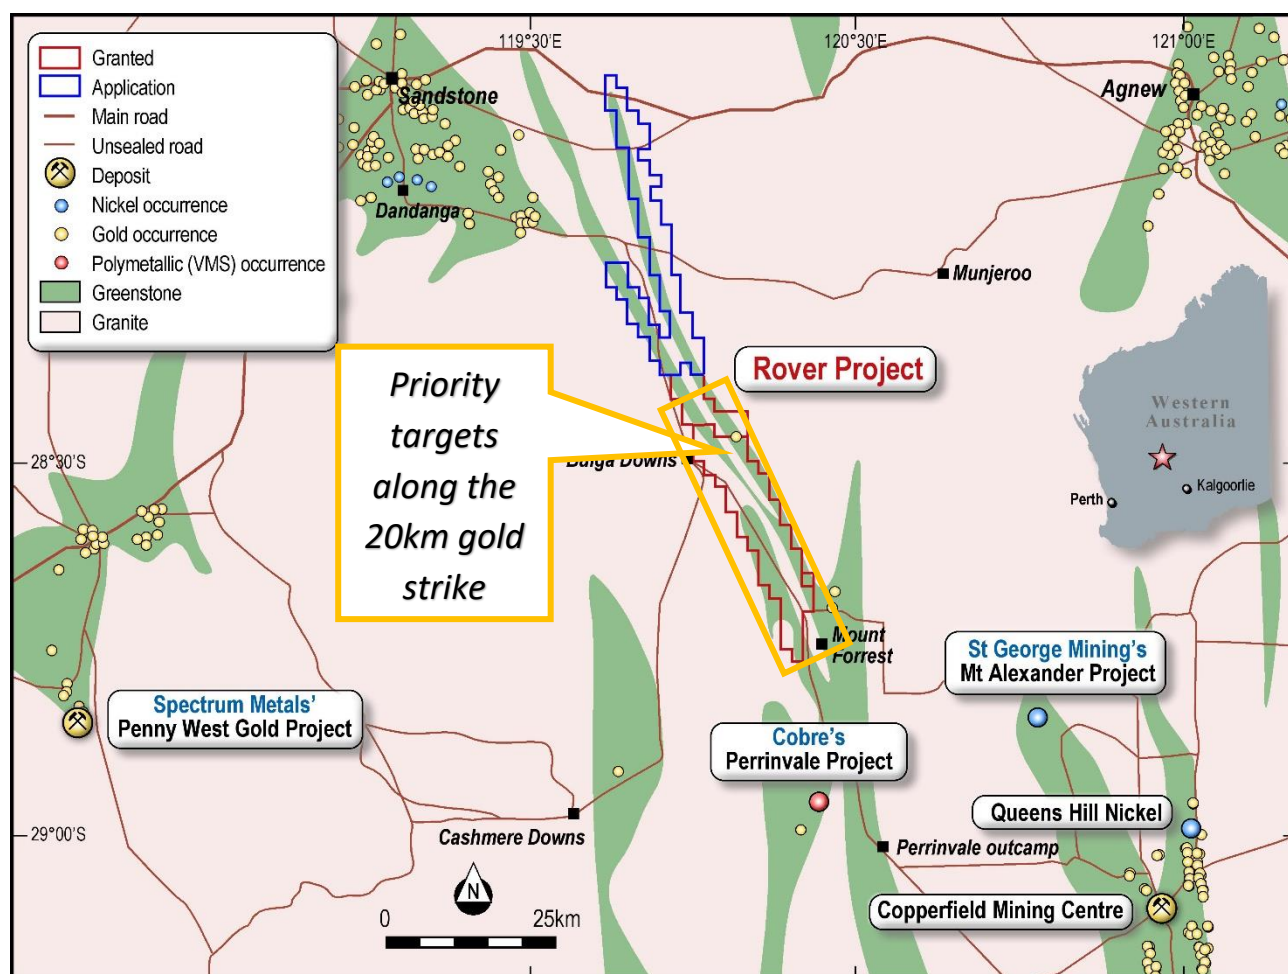 119°30'E
120°30'E
121°00'E
Granted
Application
Main road
Unsealed road
Deposit
Nickel occurrence
Gold occurrence
Polymetallic (VMS) occurrence
Greenstone
Granite
Sandstone
Dandanga
Agnew
Munjeroo
Rover Project
Priority
targets
along the
20km gold
strike
Bulga Downs
28°30'S
Western
Australia
Perth
Kalgoorlie
Mount
Forrest
St George Mining's
Mt Alexander Project
Spectrum Metals'
Penny West Gold Project
Cobre's
Perrinvale Project
Queens Hill Nickel
29°00'S
Cashmere Downs
Perrinvale outcamp
N
0
25km
Copperfield Mining Centre